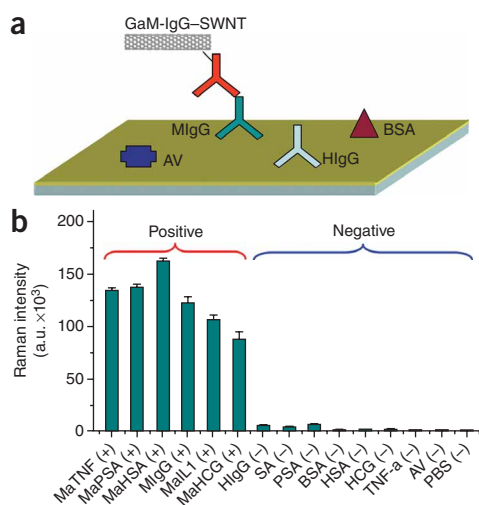 a
GaM-IgG–SWNT
MIgG
BSA
AV
HIgG
b
Raman intensity
(a.u. ×10³)
200
150
100
50
0
Positive
Negative
MaTNF (+)
MaPSA (+)
MaHSA (+)
MIgG (+)
MaIL1 (+)
MaHCG (+)
HIgG (–)
SA (–)
PSA (–)
BSA (–)
HSA (–)
HCG (–)
TNF-a (–)
AV (–)
PBS (–)